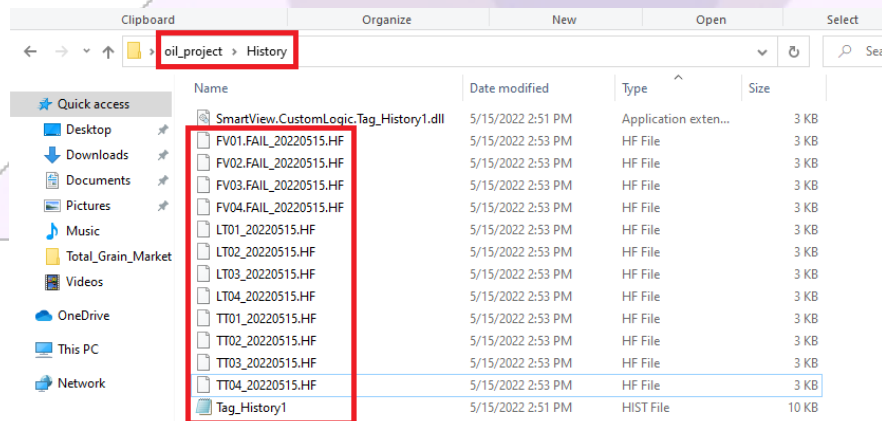 Clipboard Organize New Open Select
oil_project › History
Name Date modified Type Size
Quick access
Desktop
Downloads
Documents
Pictures
Music
Total_Grain_Market
Videos
OneDrive
This PC
Network
SmartView.CustomLogic.Tag_History1.dll 5/15/2022 2:51 PM Application exten... 3 KB
FV01.FAIL_20220515.HF 5/15/2022 2:53 PM HF File 3 KB
FV02.FAIL_20220515.HF 5/15/2022 2:53 PM HF File 3 KB
FV03.FAIL_20220515.HF 5/15/2022 2:53 PM HF File 3 KB
FV04.FAIL_20220515.HF 5/15/2022 2:53 PM HF File 3 KB
LT01_20220515.HF 5/15/2022 2:53 PM HF File 3 KB
LT02_20220515.HF 5/15/2022 2:53 PM HF File 3 KB
LT03_20220515.HF 5/15/2022 2:53 PM HF File 3 KB
LT04_20220515.HF 5/15/2022 2:53 PM HF File 3 KB
TT01_20220515.HF 5/15/2022 2:53 PM HF File 3 KB
TT02_20220515.HF 5/15/2022 2:53 PM HF File 3 KB
TT03_20220515.HF 5/15/2022 2:53 PM HF File 3 KB
TT04_20220515.HF 5/15/2022 2:53 PM HF File 3 KB
Tag_History1 5/15/2022 2:51 PM HIST File 10 KB